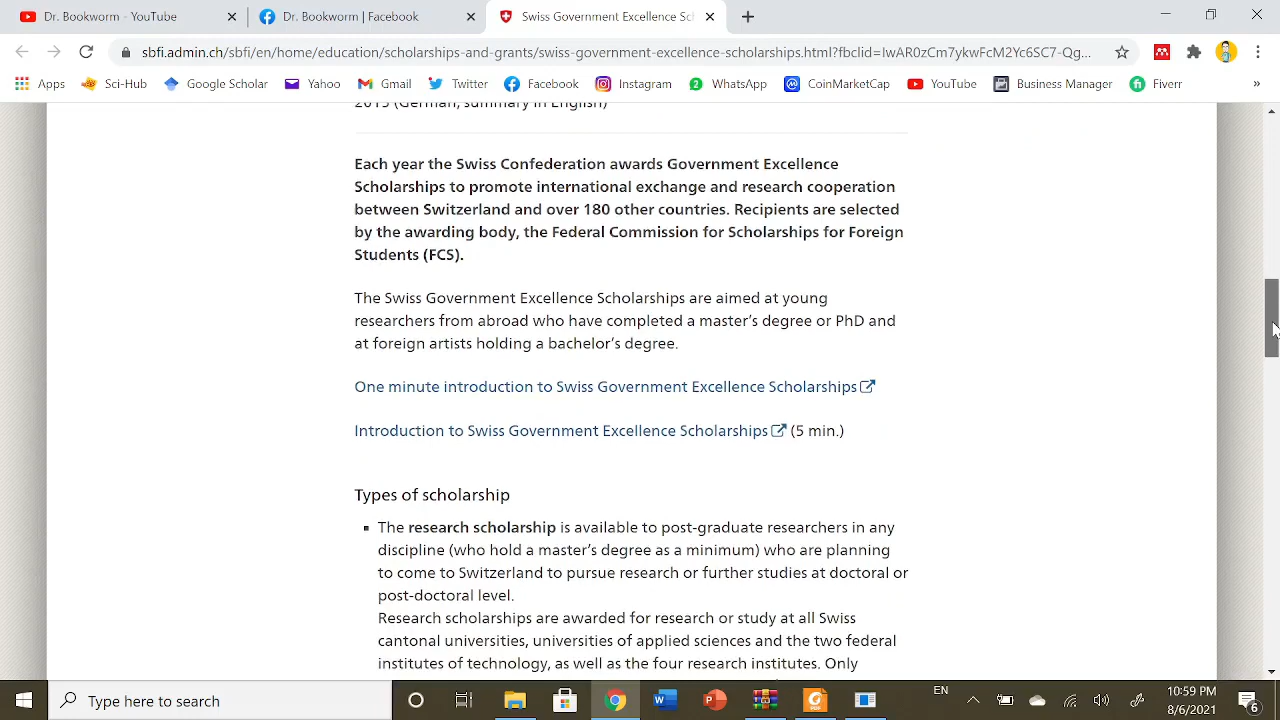 Dr. Bookworm - YouTube
Dr. Bookworm | Facebook
Swiss Government Excellence Sch
sbfi.admin.ch/sbfi/en/home/education/scholarships-and-grants/swiss-government-excellence-scholarships.html?fbclid=IwAR0zCm7ykwFcM2Yc6SC7-Qg...
Apps
Sci-Hub
Google Scholar
Yahoo
Gmail
Twitter
Facebook
Instagram
2 WhatsApp
CoinMarketCap
YouTube
Business Manager
fi Fiverr
»
2015 (German, summary in English)
Each year the Swiss Confederation awards Government Excellence
Scholarships to promote international exchange and research cooperation
between Switzerland and over 180 other countries. Recipients are selected
by the awarding body, the Federal Commission for Scholarships for Foreign
Students (FCS).
The Swiss Government Excellence Scholarships are aimed at young
researchers from abroad who have completed a master’s degree or PhD and
at foreign artists holding a bachelor’s degree.
One minute introduction to Swiss Government Excellence Scholarships
Introduction to Swiss Government Excellence Scholarships (5 min.)
Types of scholarship
The research scholarship is available to post-graduate researchers in any
discipline (who hold a master’s degree as a minimum) who are planning
to come to Switzerland to pursue research or further studies at doctoral or
post-doctoral level.
Research scholarships are awarded for research or study at all Swiss
cantonal universities, universities of applied sciences and the two federal
institutes of technology, as well as the four research institutes. Only
Type here to search
EN
10:59 PM
8/6/2021
6